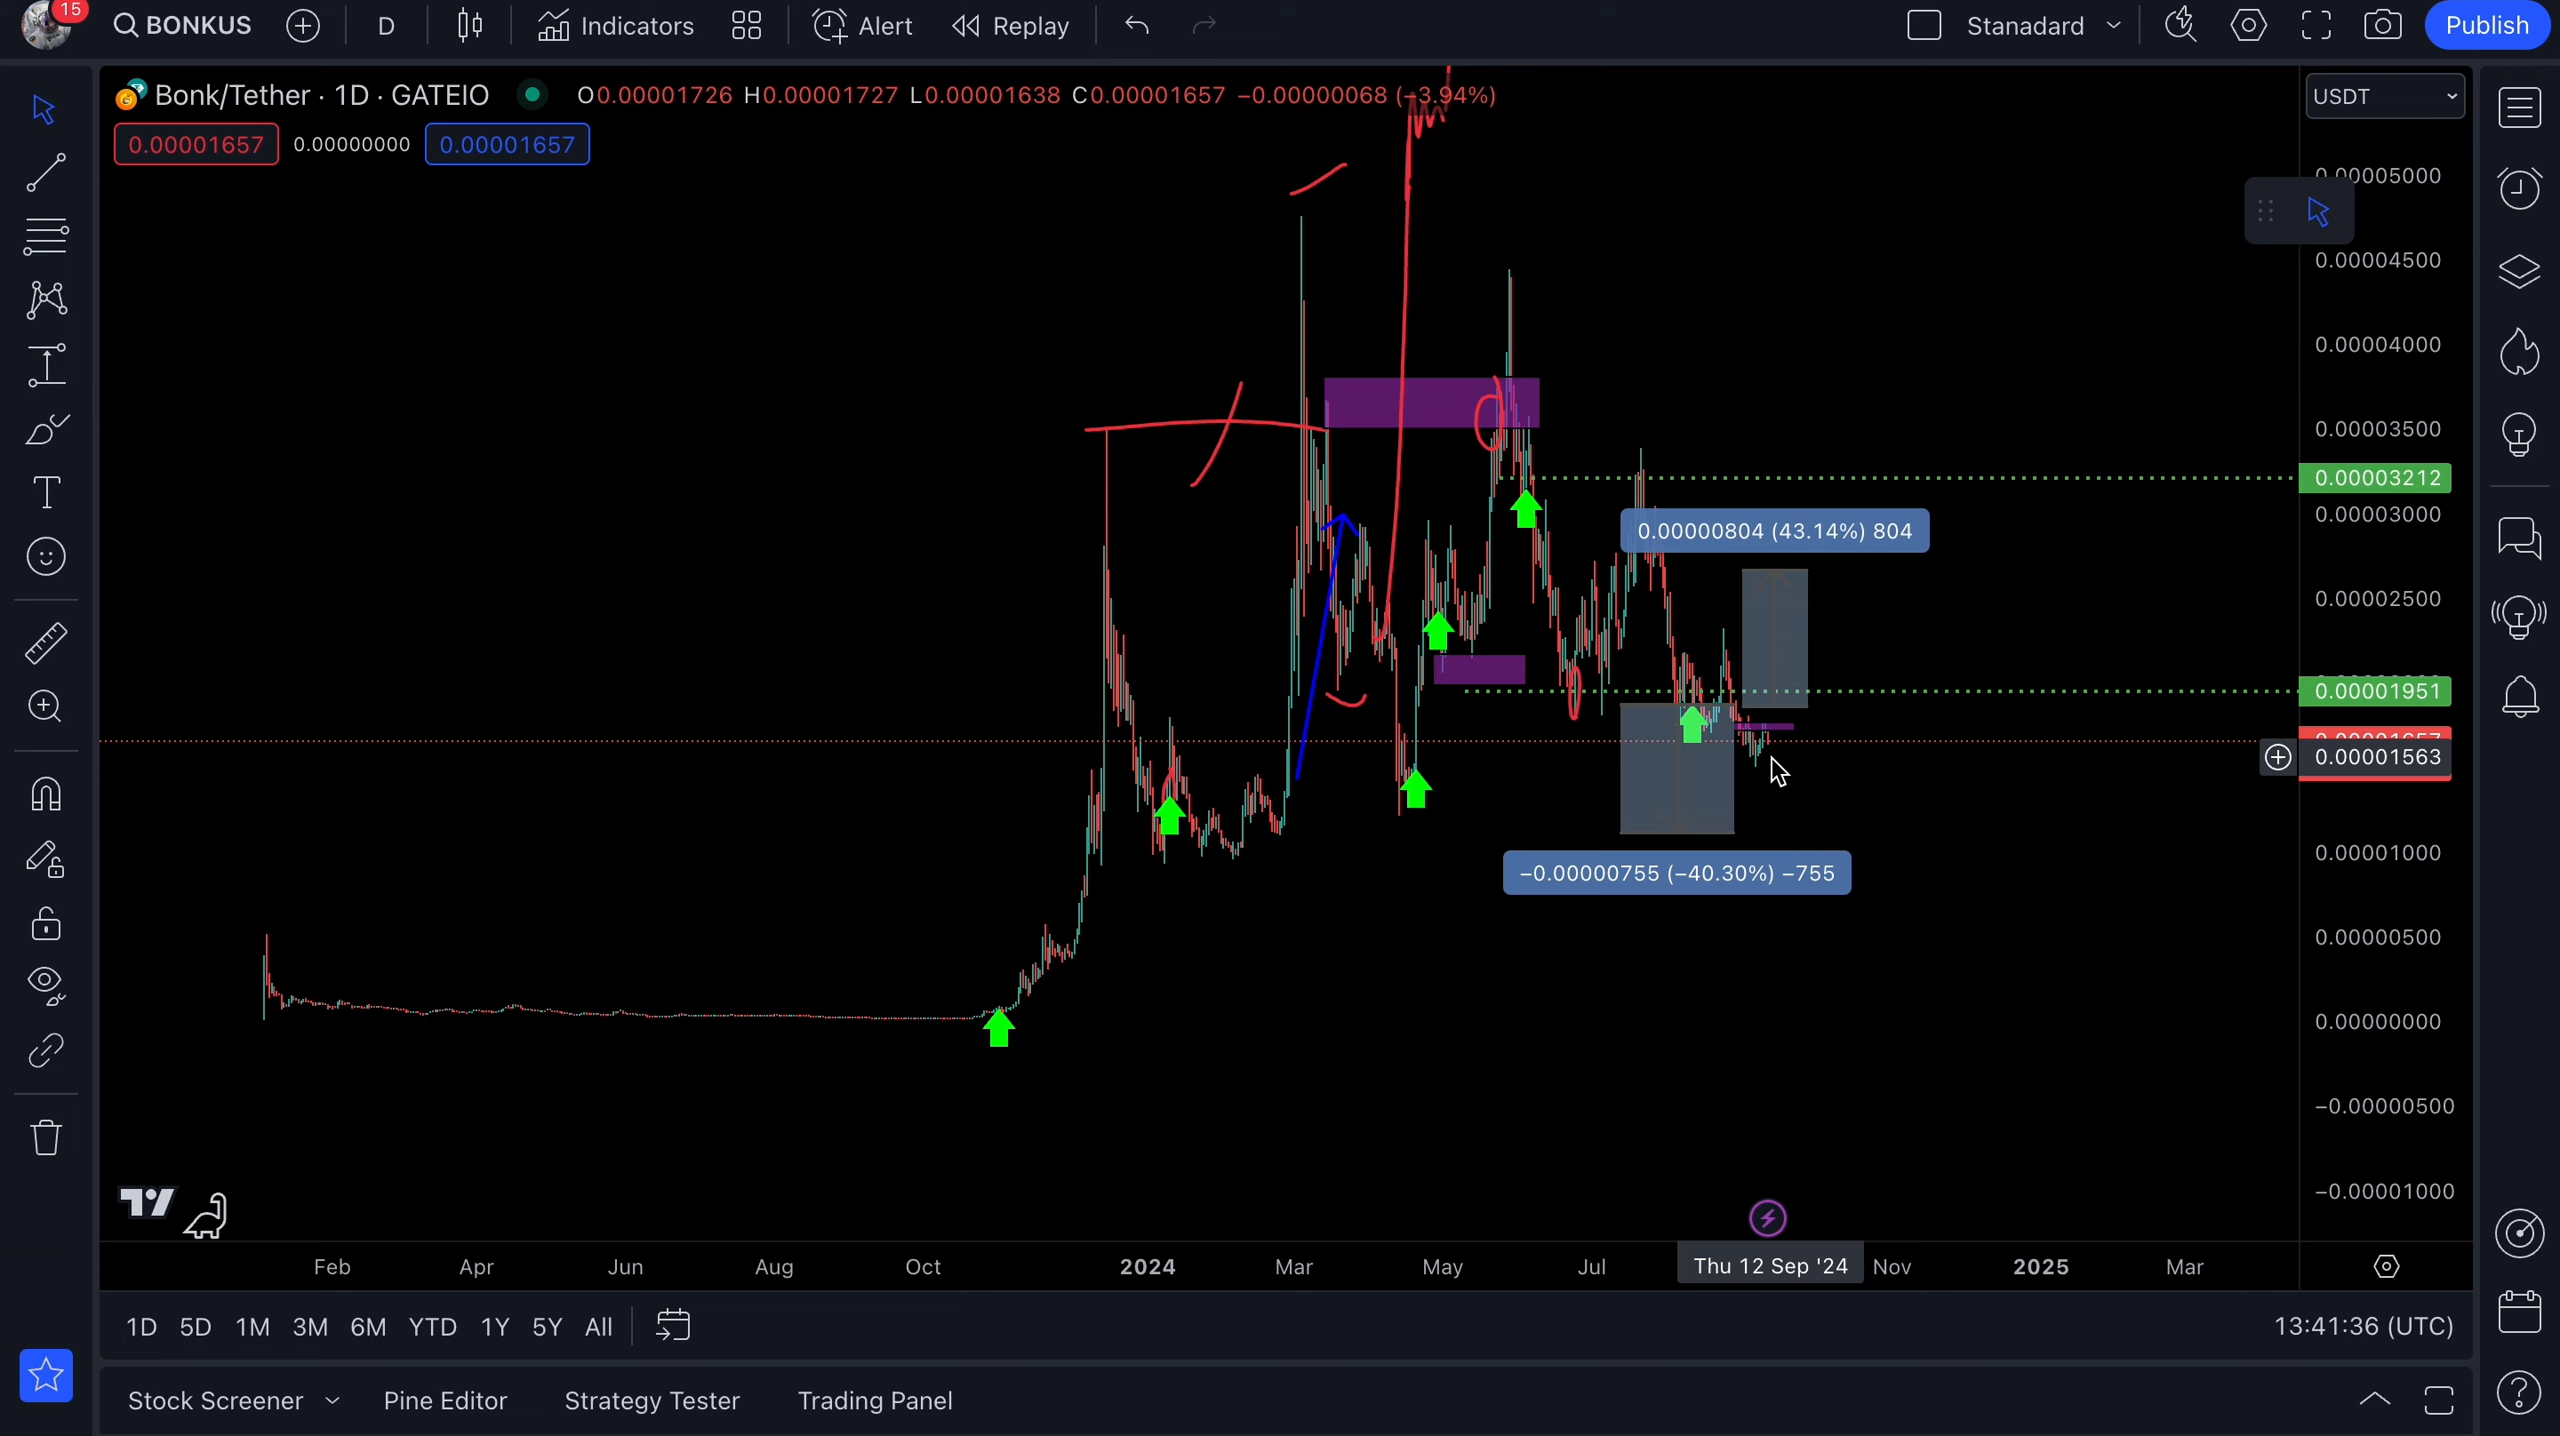 15
BONKUS
D
Indicators
Alert
Replay
Stanadard
Publish
Bonk/Tether · 1D · GATEIO
O0.00001726 H0.00001727 L0.00001638 C0.00001657 −0.00000068 (−3.94%)
USDT
0.00001657
0.00000000
0.00001657
0.00005000
0.00004500
0.00004000
0.00003500
0.00003212
0.00003000
0.00000804 (43.14%) 804
0.00002500
0.00001951
0.00001657
0.00001563
0.00001000
−0.00000755 (−40.30%) −755
0.00000500
0.00000000
−0.00000500
−0.00001000
Feb
Apr
Jun
Aug
Oct
2024
Mar
May
Jul
Thu 12 Sep '24
Nov
2025
Mar
1D
5D
1M
3M
6M
YTD
1Y
5Y
All
13:41:36 (UTC)
Stock Screener
Pine Editor
Strategy Tester
Trading Panel